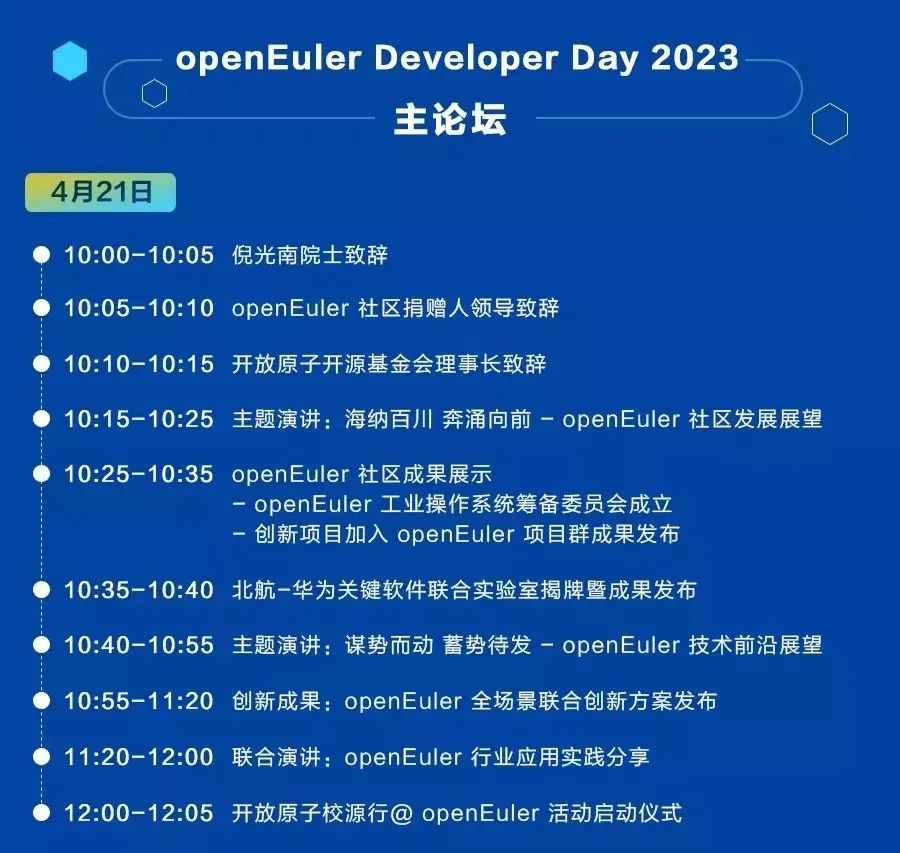 openEuler Developer Day 2023
主论坛
4月21日
10:00-10:05 倪光南院士致辞
10:05-10:10 openEuler 社区捐赠人领导致辞
10:10-10:15 开放原子开源基金会理事长致辞
10:15-10:25 主题演讲：海纳百川 奔涌向前 - openEuler 社区发展展望
10:25-10:35 openEuler 社区成果展示
- openEuler 工业操作系统筹备委员会成立
- 创新项目加入 openEuler 项目群成果发布
10:35-10:40 北航-华为关键软件联合实验室揭牌暨成果发布
10:40-10:55 主题演讲：谋势而动 蓄势待发 - openEuler 技术前沿展望
10:55-11:20 创新成果：openEuler 全场景联合创新方案发布
11:20-12:00 联合演讲：openEuler 行业应用实践分享
12:00-12:05 开放原子校源行@ openEuler 活动启动仪式